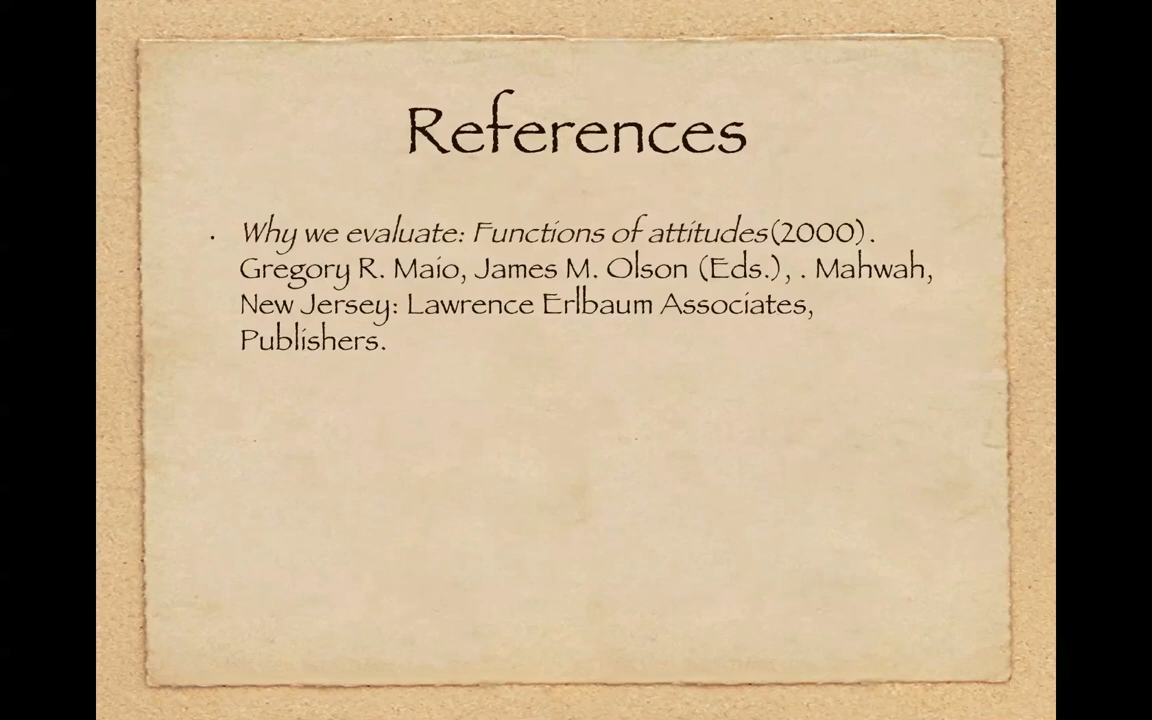 References
• Why we evaluate: Functions of attitudes(2000).
Gregory R. Maio, James M. Olson (Eds.), . Mahwah,
New Jersey: Lawrence Erlbaum Associates,
Publishers.